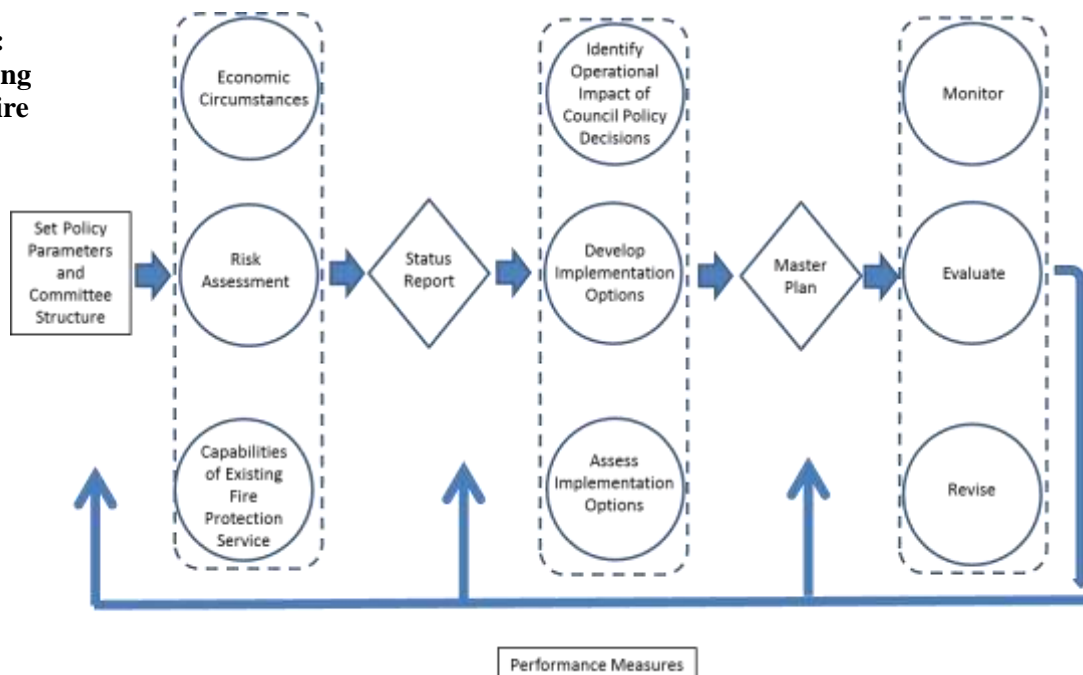 :
ing
ire
Economic
Circumstances
Identify
Operational
Impact of
Council Policy
Decisions
Monitor
Set Policy
Parameters
and
Committee
Structure
Risk
Assessment
Status
Report
Develop
Implementation
Options
Master
Plan
Evaluate
Capabilities
of Existing
Fire
Protection
Service
Assess
Implementation
Options
Revise
Performance Measures